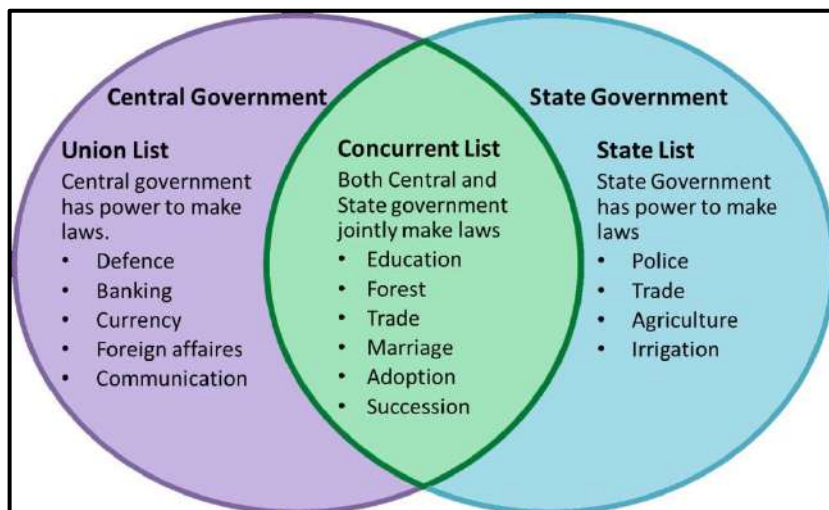 Central Government
State Government
Union List
Central government
has power to make
laws.
• Defence
• Banking
• Currency
• Foreign affaires
• Communication
Concurrent List
Both Central and
State government
jointly make laws
• Education
• Forest
• Trade
• Marriage
• Adoption
• Succession
State List
State Government
has power to make
laws
• Police
• Trade
• Agriculture
• Irrigation